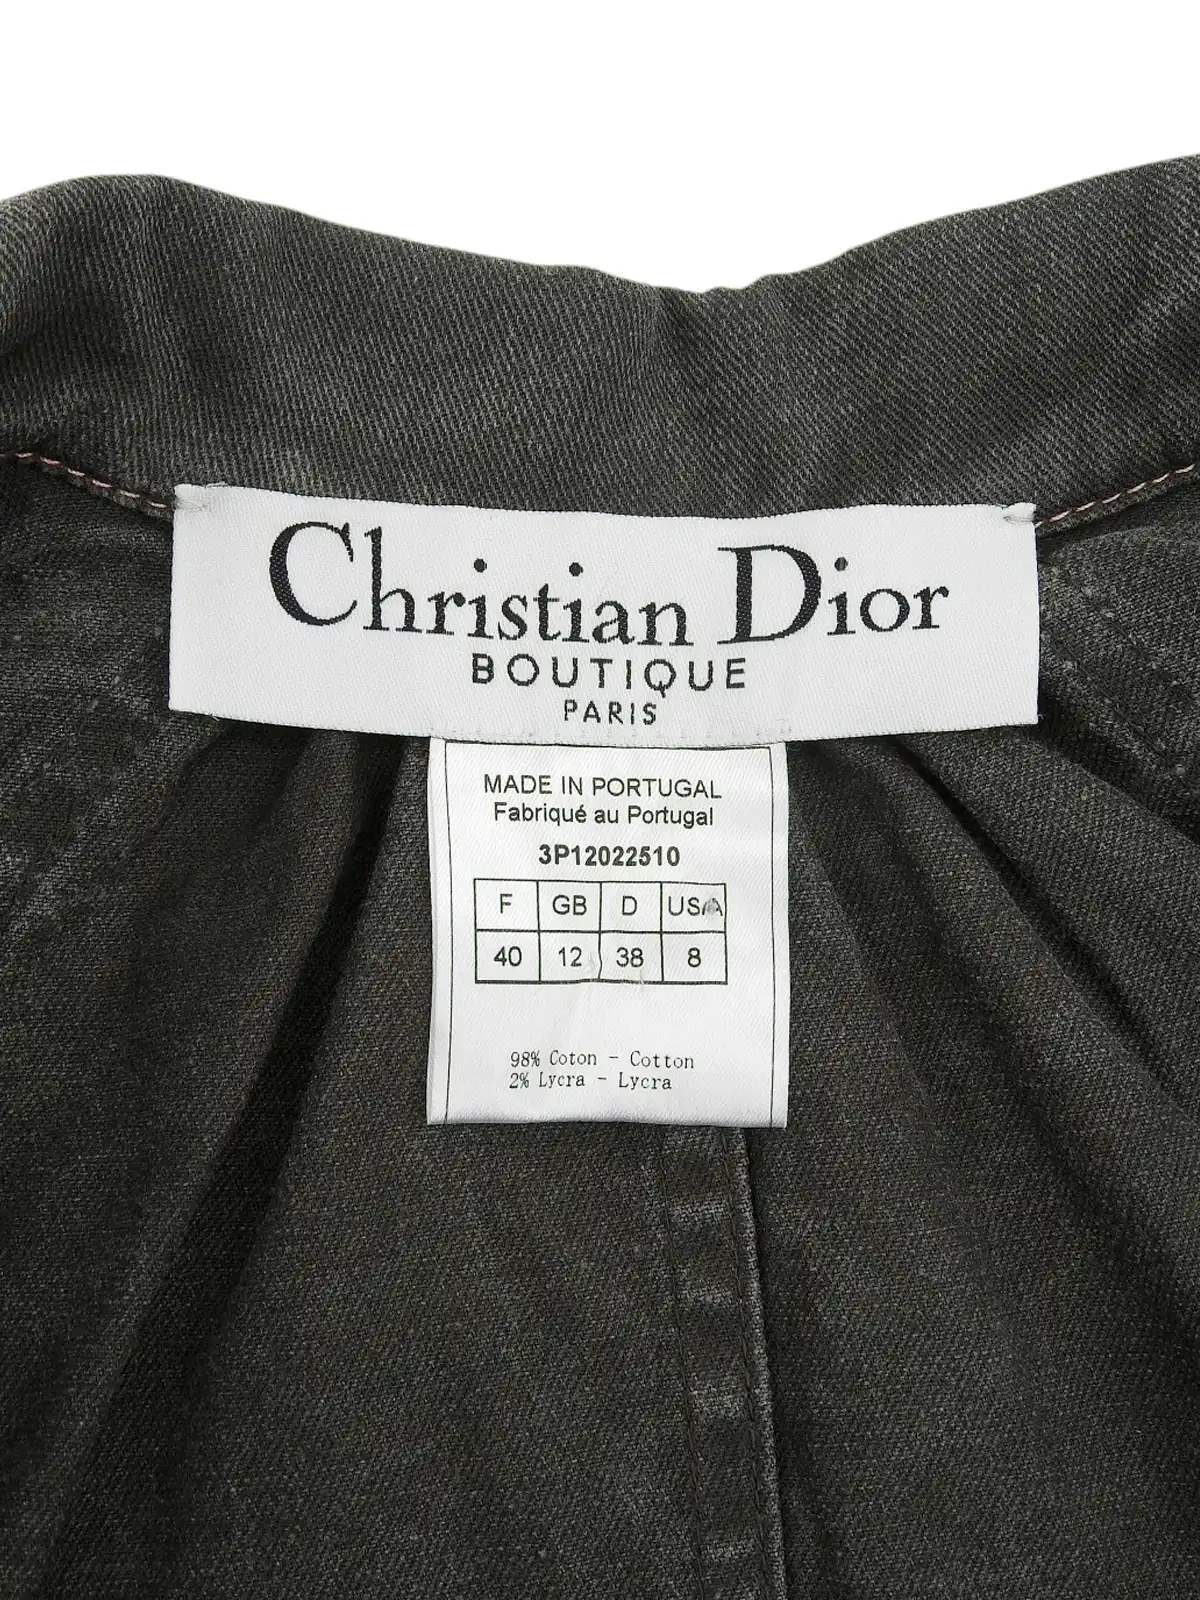 Christian Dior
BOUTIQUE
PARIS
MADE IN PORTUGAL
Fabriqué au Portugal
3P12022510
F GB D USA
40 12 38 8
98% Coton - Cotton
2% Lycra - Lycra